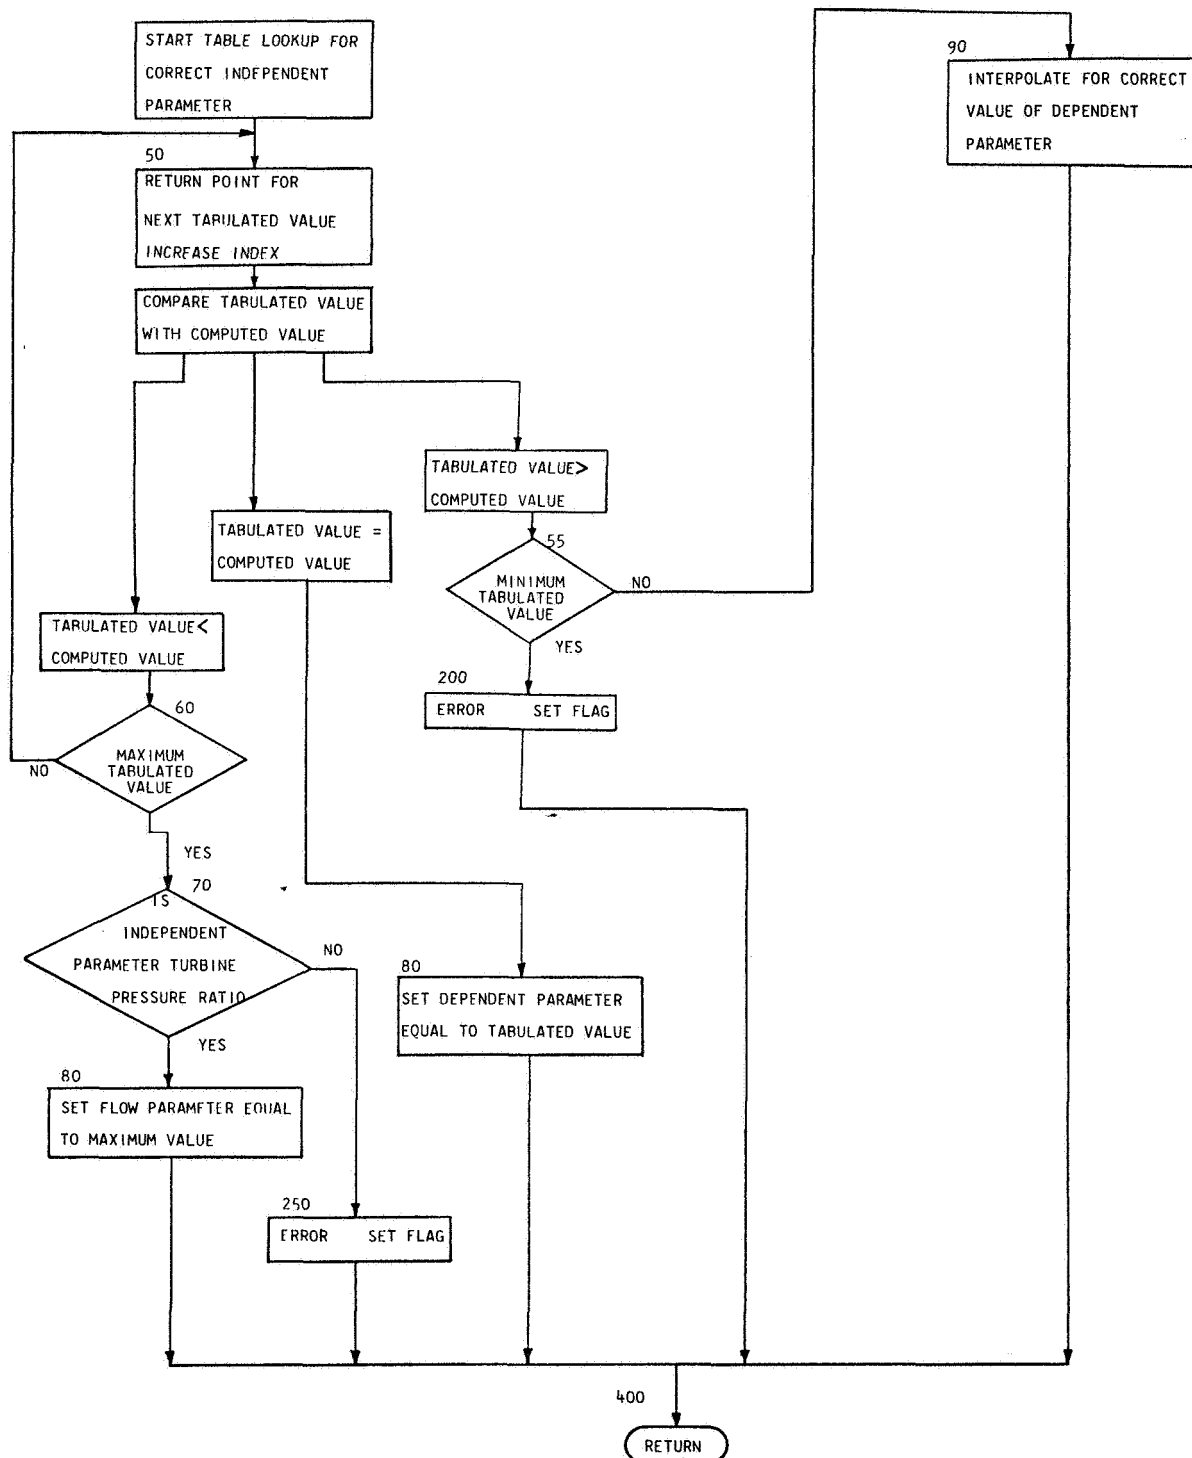 START TABLE LOOKUP FOR
CORRECT INDEPENDENT
PARAMETER
50
RETURN POINT FOR
NEXT TABULATED VALUE
INCREASE INDEX
COMPARE TABULATED VALUE
WITH COMPUTED VALUE
90
INTERPOLATE FOR CORRECT
VALUE OF DEPENDENT
PARAMETER
TABULATED VALUE>
COMPUTED VALUE
TABULATED VALUE =
COMPUTED VALUE
55
MINIMUM
TABULATED
VALUE
NO
YES
TABULATED VALUE<
COMPUTED VALUE
200
ERROR SET FLAG
60
MAXIMUM
TABULATED
VALUE
NO
YES
70
IS
INDEPENDENT
PARAMETER TURBINE
PRESSURE RATIO
NO
YES
80
SET DEPENDENT PARAMETER
EQUAL TO TABULATED VALUE
80
SET FLOW PARAMETER EQUAL
TO MAXIMUM VALUE
250
ERROR SET FLAG
400
RETURN